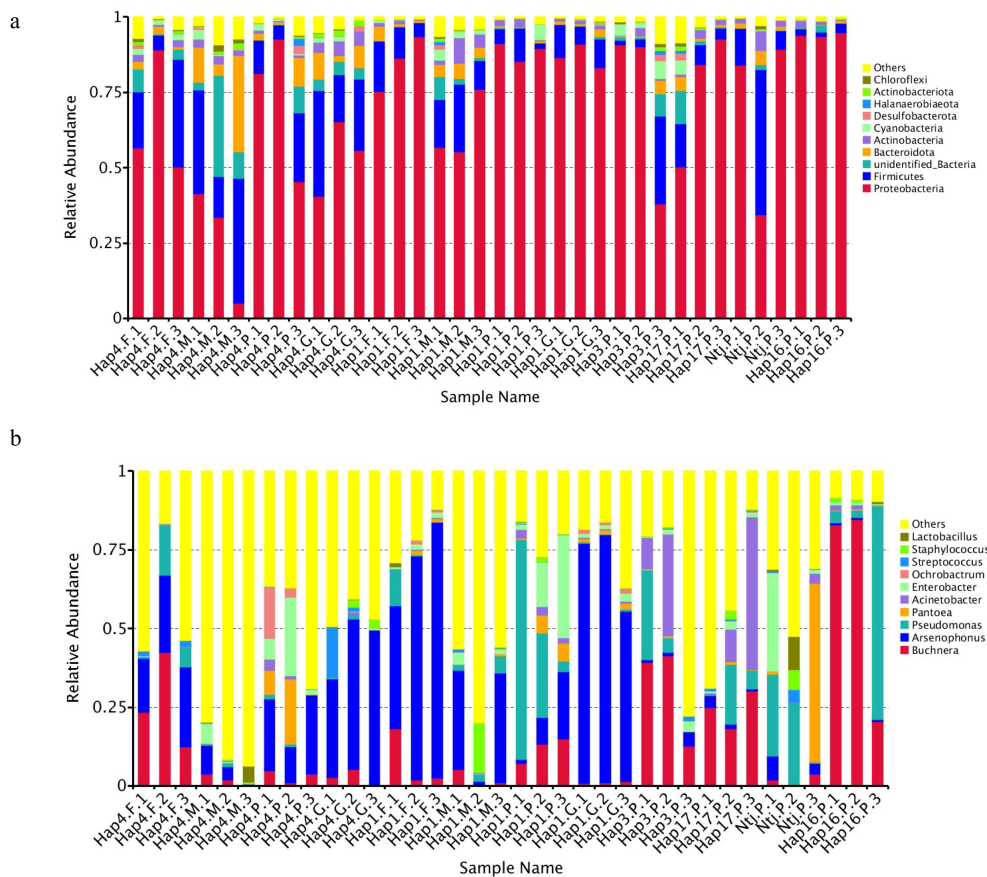 a
1
0.75
0.5
0.25
0
Relative Abundance
Others
Chloroflexi
Actinobacteriota
Halanaerobiaeota
Desulfobacterota
Cyanobacteria
Actinobacteria
Bacteroidota
unidentified_Bacteria
Firmicutes
Proteobacteria
Hap4.F.1
Hap4.F.2
Hap4.F.3
Hap4.M.1
Hap4.M.2
Hap4.M.3
Hap4.P.1
Hap4.P.2
Hap4.P.3
Hap4.G.1
Hap4.G.2
Hap4.G.3
Hap1.F.1
Hap1.F.2
Hap1.F.3
Hap1.M.1
Hap1.M.2
Hap1.M.3
Hap1.P.1
Hap1.P.2
Hap1.P.3
Hap1.G.1
Hap1.G.2
Hap1.G.3
Hap3.P.1
Hap3.P.2
Hap3.P.3
Hap17.P.1
Hap17.P.2
Hap17.P.3
Ntj.P.1
Ntj.P.2
Ntj.P.3
Hap16.P.1
Hap16.P.2
Hap16.P.3
Sample Name
b
1
0.75
0.5
0.25
0
Relative Abundance
Others
Lactobacillus
Staphylococcus
Streptococcus
Ochrobactrum
Enterobacter
Acinetobacter
Pantoea
Pseudomonas
Arsenophonus
Buchnera
Hap4.F.1
Hap4.F.2
Hap4.F.3
Hap4.M.1
Hap4.M.2
Hap4.M.3
Hap4.P.1
Hap4.P.2
Hap4.P.3
Hap4.G.1
Hap4.G.2
Hap4.G.3
Hap1.F.1
Hap1.F.2
Hap1.F.3
Hap1.M.1
Hap1.M.2
Hap1.M.3
Hap1.P.1
Hap1.P.2
Hap1.P.3
Hap1.G.1
Hap1.G.2
Hap1.G.3
Hap3.P.1
Hap3.P.2
Hap3.P.3
Hap17.P.1
Hap17.P.2
Hap17.P.3
Ntj.P.1
Ntj.P.2
Ntj.P.3
Hap16.P.1
Hap16.P.2
Hap16.P.3
Sample Name